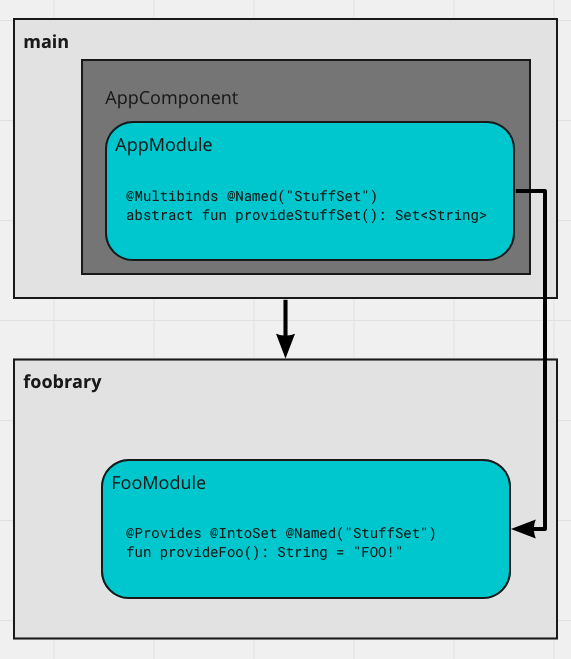 main
AppComponent
AppModule
@Multibinds @Named("StuffSet")
abstract fun provideStuffSet(): Set<String>
foobrary
FooModule
@Provides @IntoSet @Named("StuffSet")
fun provideFoo(): String = "FOO!"